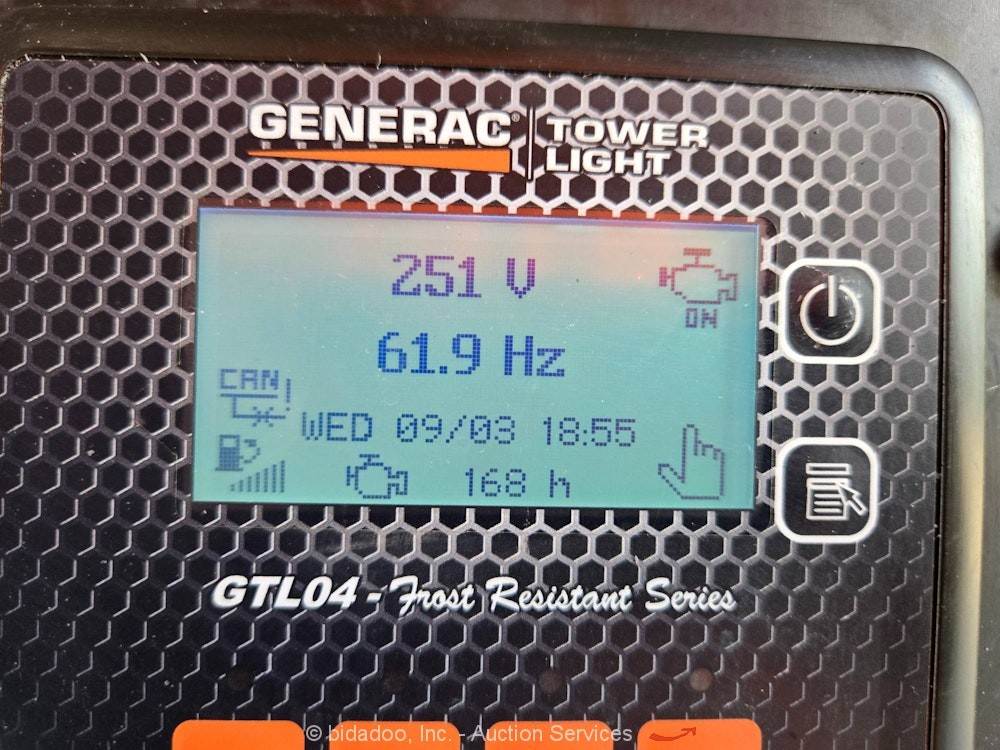 GENERAC® TOWER LIGHT
251 V
ON
61.9 Hz
CAN
!
WED 09/03 18:55
168 h
GTL04 - Frost Resistant Series
© bidadoo, Inc. - Auction Services